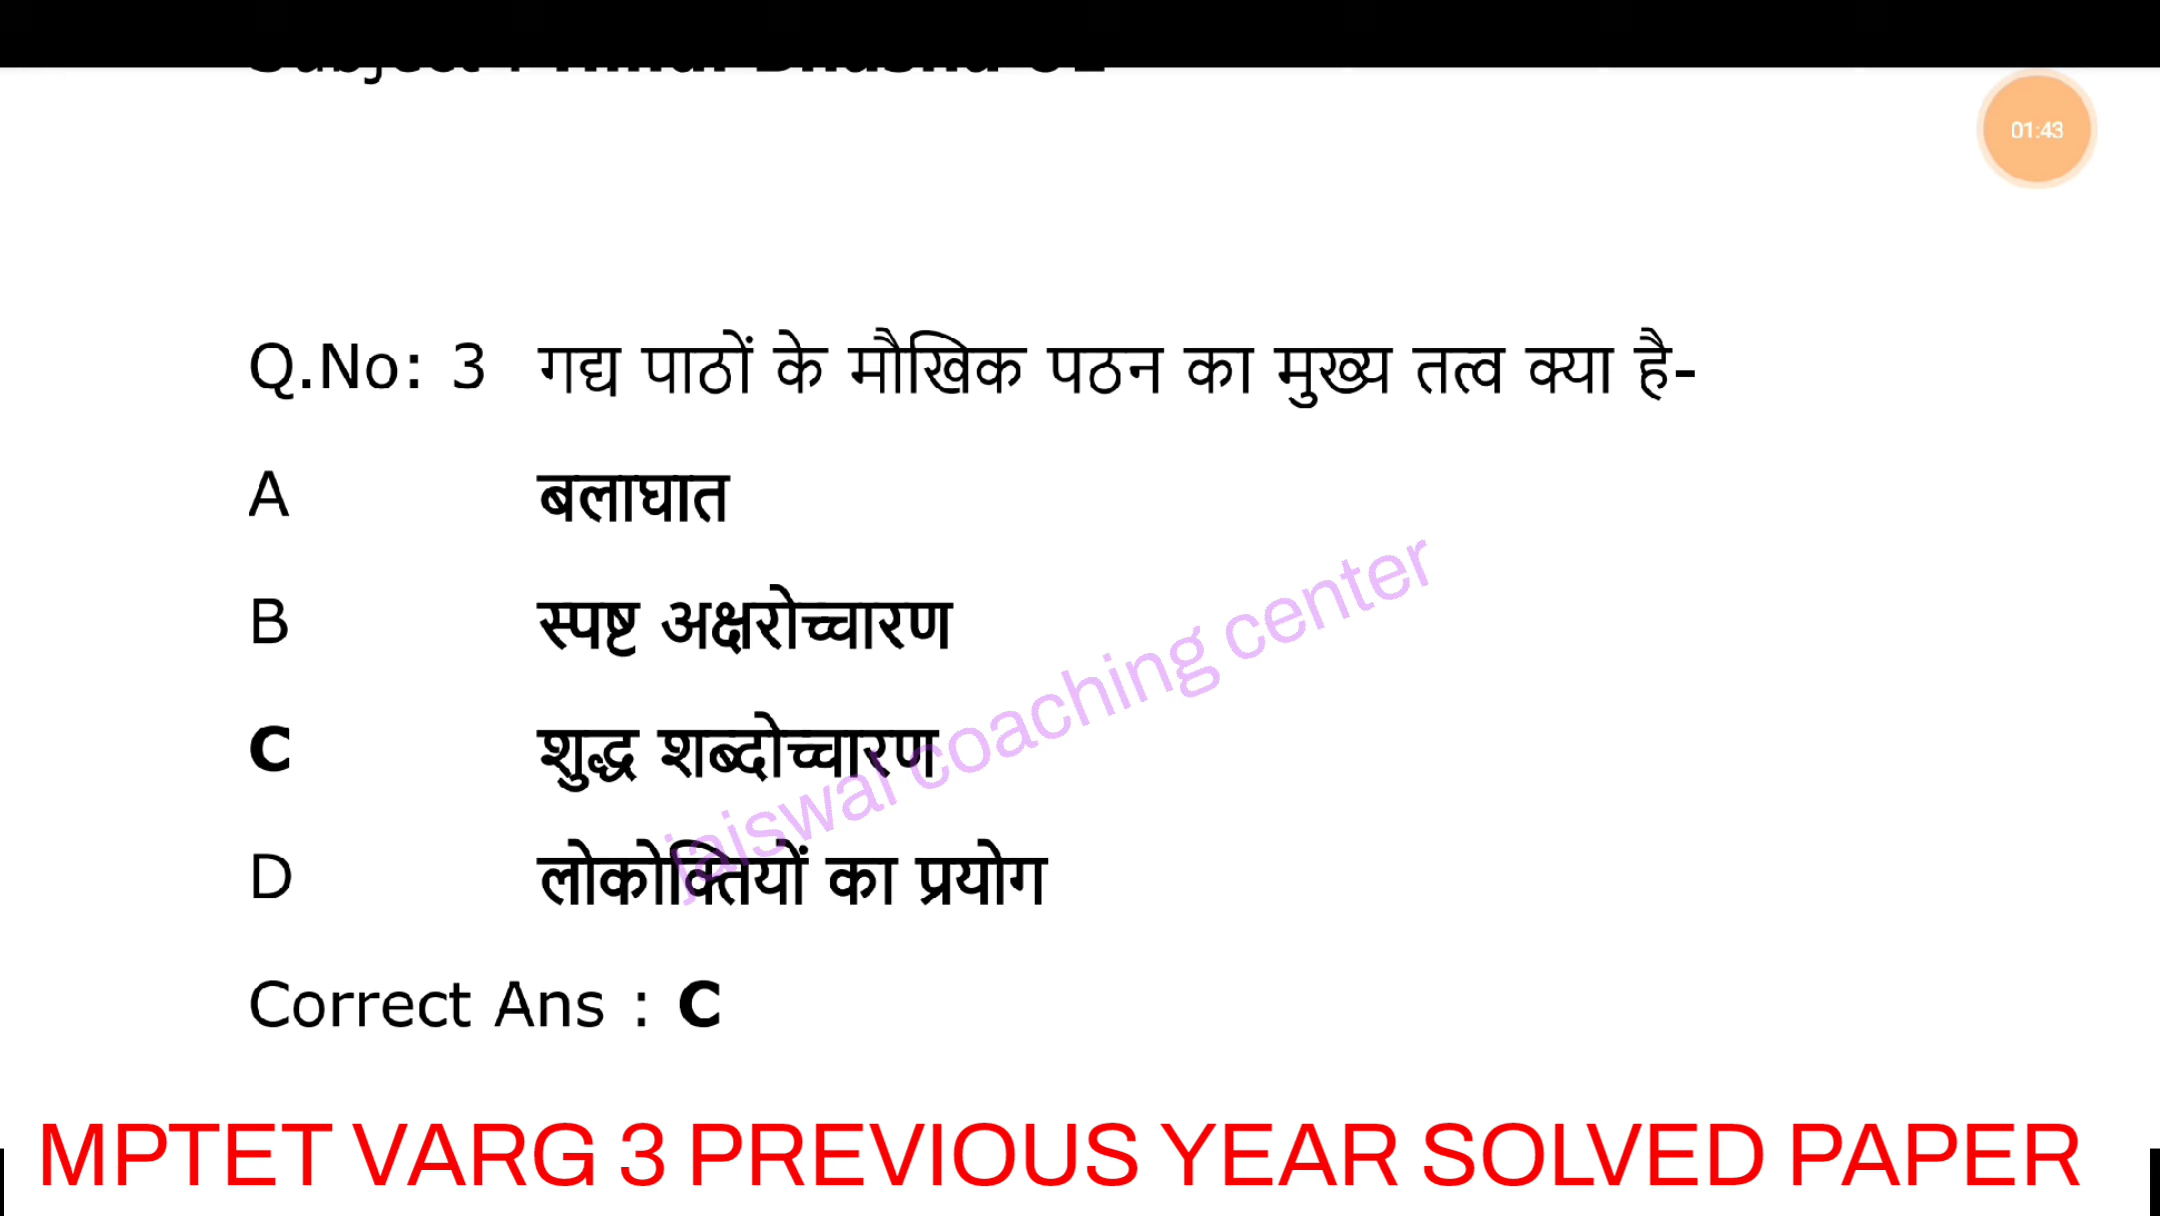 01:43
Q.No: 3 गद्य पाठों के मौखिक पठन का मुख्य तत्व क्या है-
A बलाघात
B स्पष्ट अक्षरोच्चारण
C शुद्ध शब्दोच्चारण
D लोकोक्तियों का प्रयोग
jaiswal coaching center
Correct Ans : C
MPTET VARG 3 PREVIOUS YEAR SOLVED PAPER